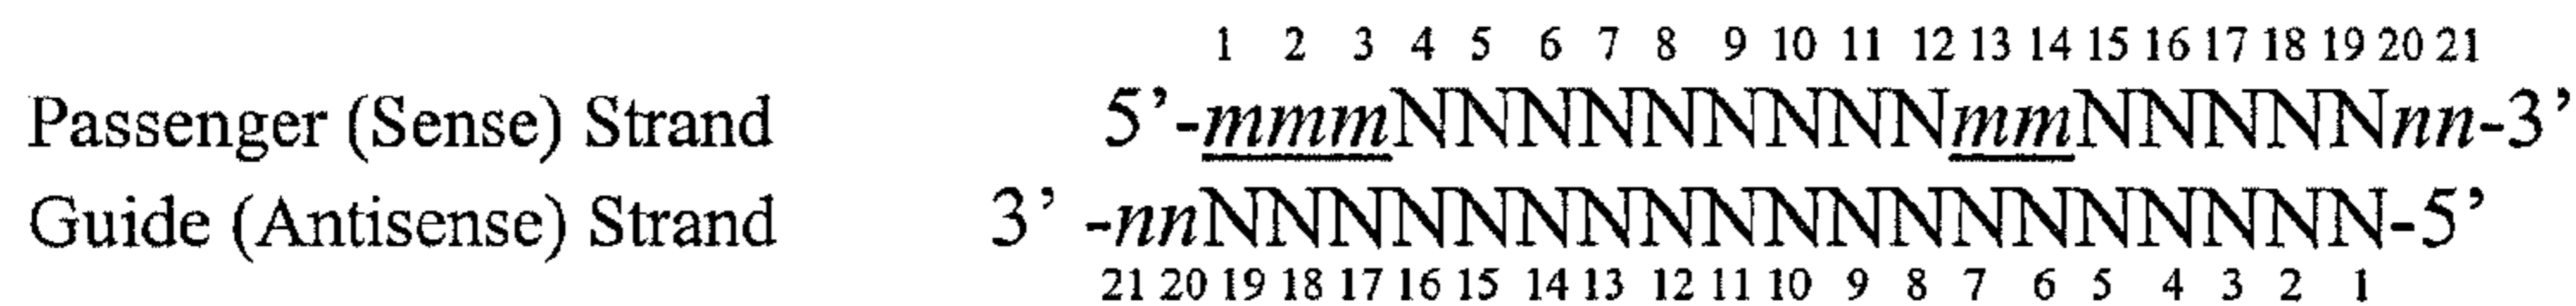 1 2 3 4 5 6 7 8 9 10 11 12 13 14 15 16 17 18 19 20 21
Passenger (Sense) Strand 5’-mmmNNNNNNNNNmmNNNNNnn-3’
Guide (Antisense) Strand 3’ -nnNNNNNNNNNNNNNNNNNNN-5’
21 20 19 18 17 16 15 14 13 12 11 10 9 8 7 6 5 4 3 2 1